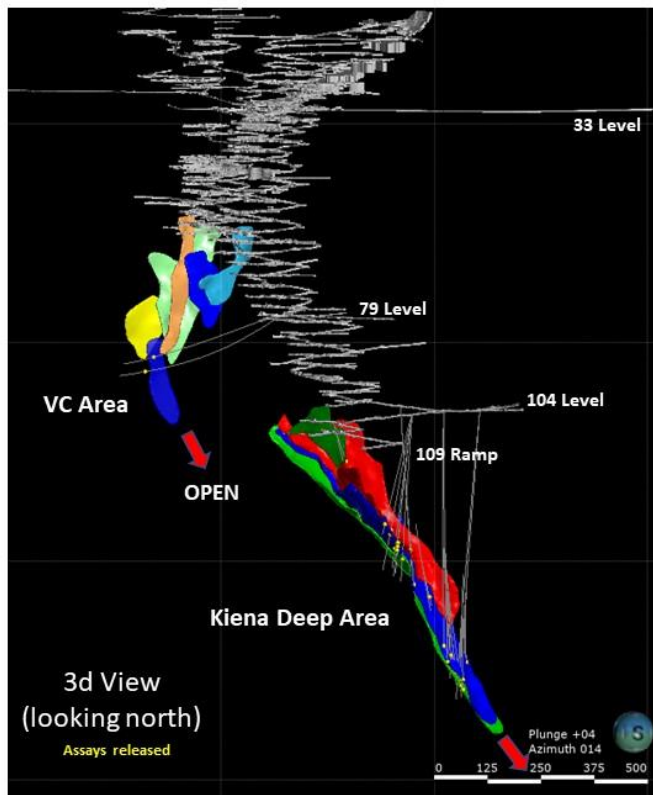 33 Level
79 Level
VC Area
104 Level
109 Ramp
OPEN
Kiena Deep Area
3d View
(looking north)
Assays released
Plunge +04
Azimuth 014
S
0 125 250 375 500